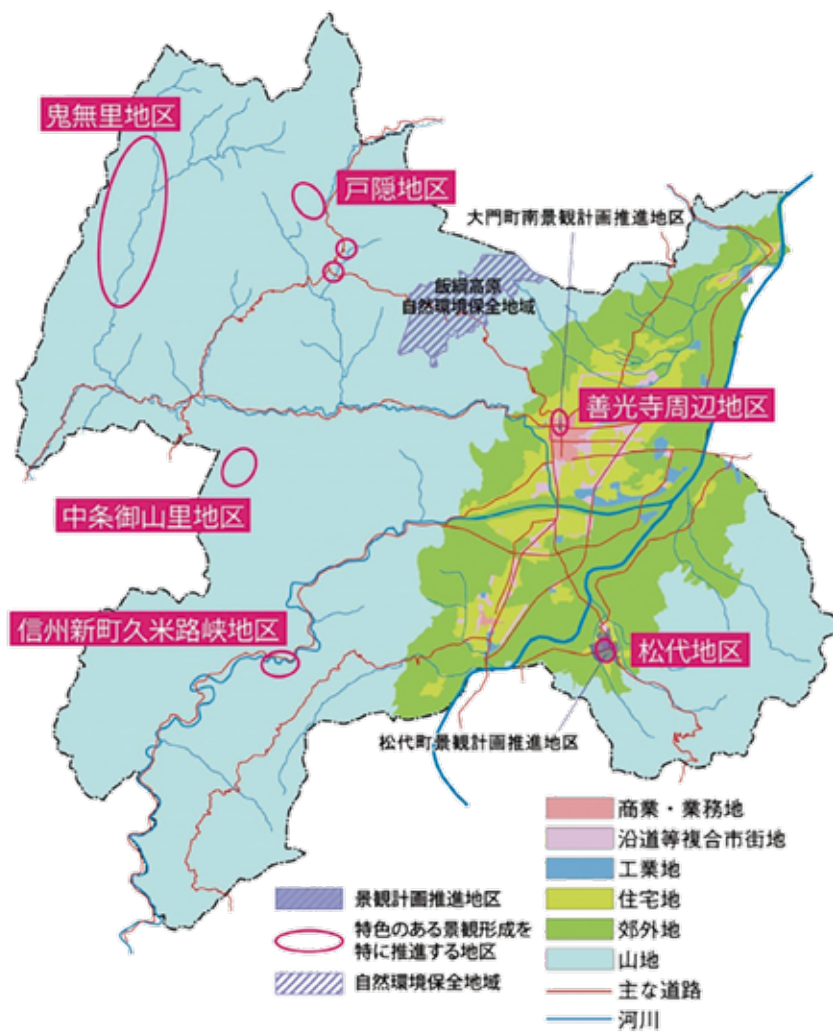 鬼無里地区
戸隠地区
大門町南景観計画推進地区
飯綱高原
自然環境保全地域
善光寺周辺地区
中条御山里地区
信州新町久米路峡地区
松代地区
松代町景観計画推進地区
商業・業務地
沿道等複合市街地
工業地
住宅地
郊外地
山地
主な道路
河川
景観計画推進地区
特色のある景観形成を
特に推進する地区
自然環境保全地域